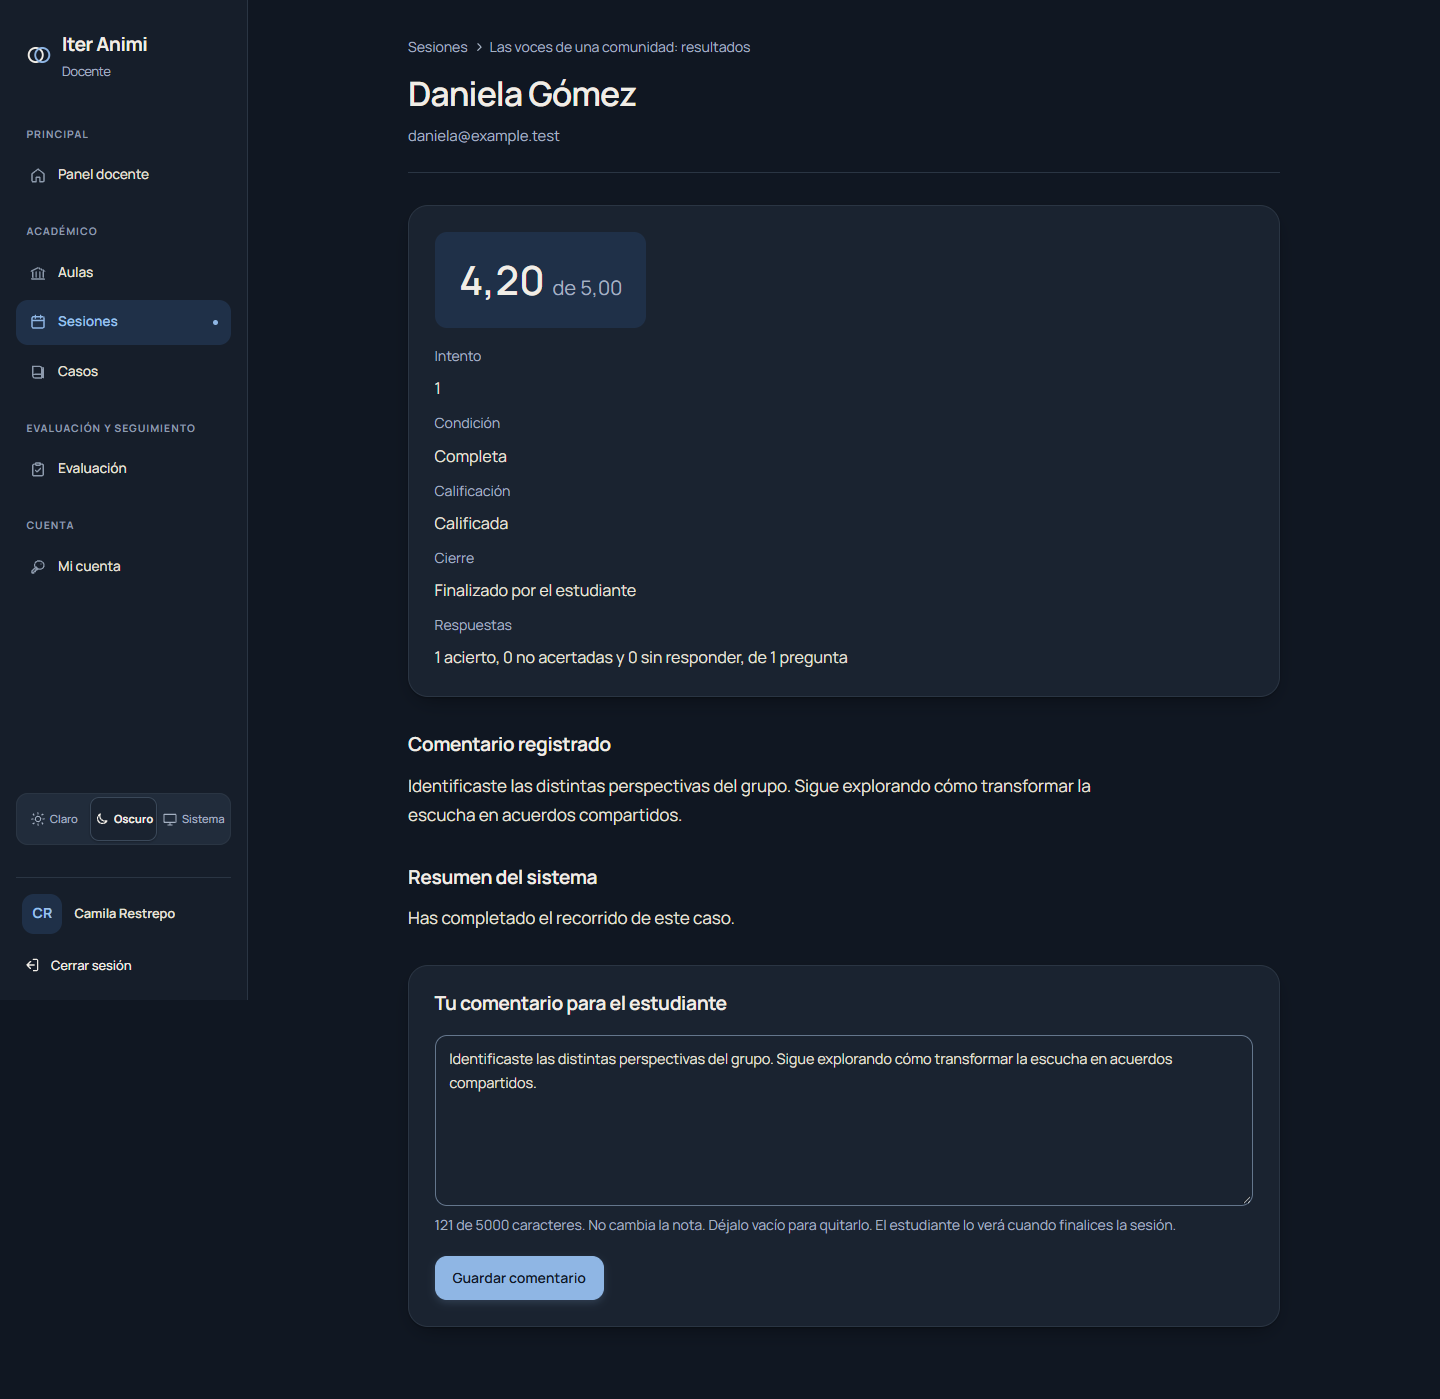 Iter Animi
Docente
PRINCIPAL
Panel docente
ACADÉMICO
Aulas
Sesiones
Casos
EVALUACIÓN Y SEGUIMIENTO
Evaluación
CUENTA
Mi cuenta
Claro
Oscuro
Sistema
CR
Camila Restrepo
Cerrar sesión
Sesiones > Las voces de una comunidad: resultados
Daniela Gómez
daniela@example.test
4,20 de 5,00
Intento
1
Condición
Completa
Calificación
Calificada
Cierre
Finalizado por el estudiante
Respuestas
1 acierto, 0 no acertadas y 0 sin responder, de 1 pregunta
Comentario registrado
Identificaste las distintas perspectivas del grupo. Sigue explorando cómo transformar la
escucha en acuerdos compartidos.
Resumen del sistema
Has completado el recorrido de este caso.
Tu comentario para el estudiante
Identificaste las distintas perspectivas del grupo. Sigue explorando cómo transformar la escucha en acuerdos
compartidos.
121 de 5000 caracteres. No cambia la nota. Déjalo vacío para quitarlo. El estudiante lo verá cuando finalices la sesión.
Guardar comentario